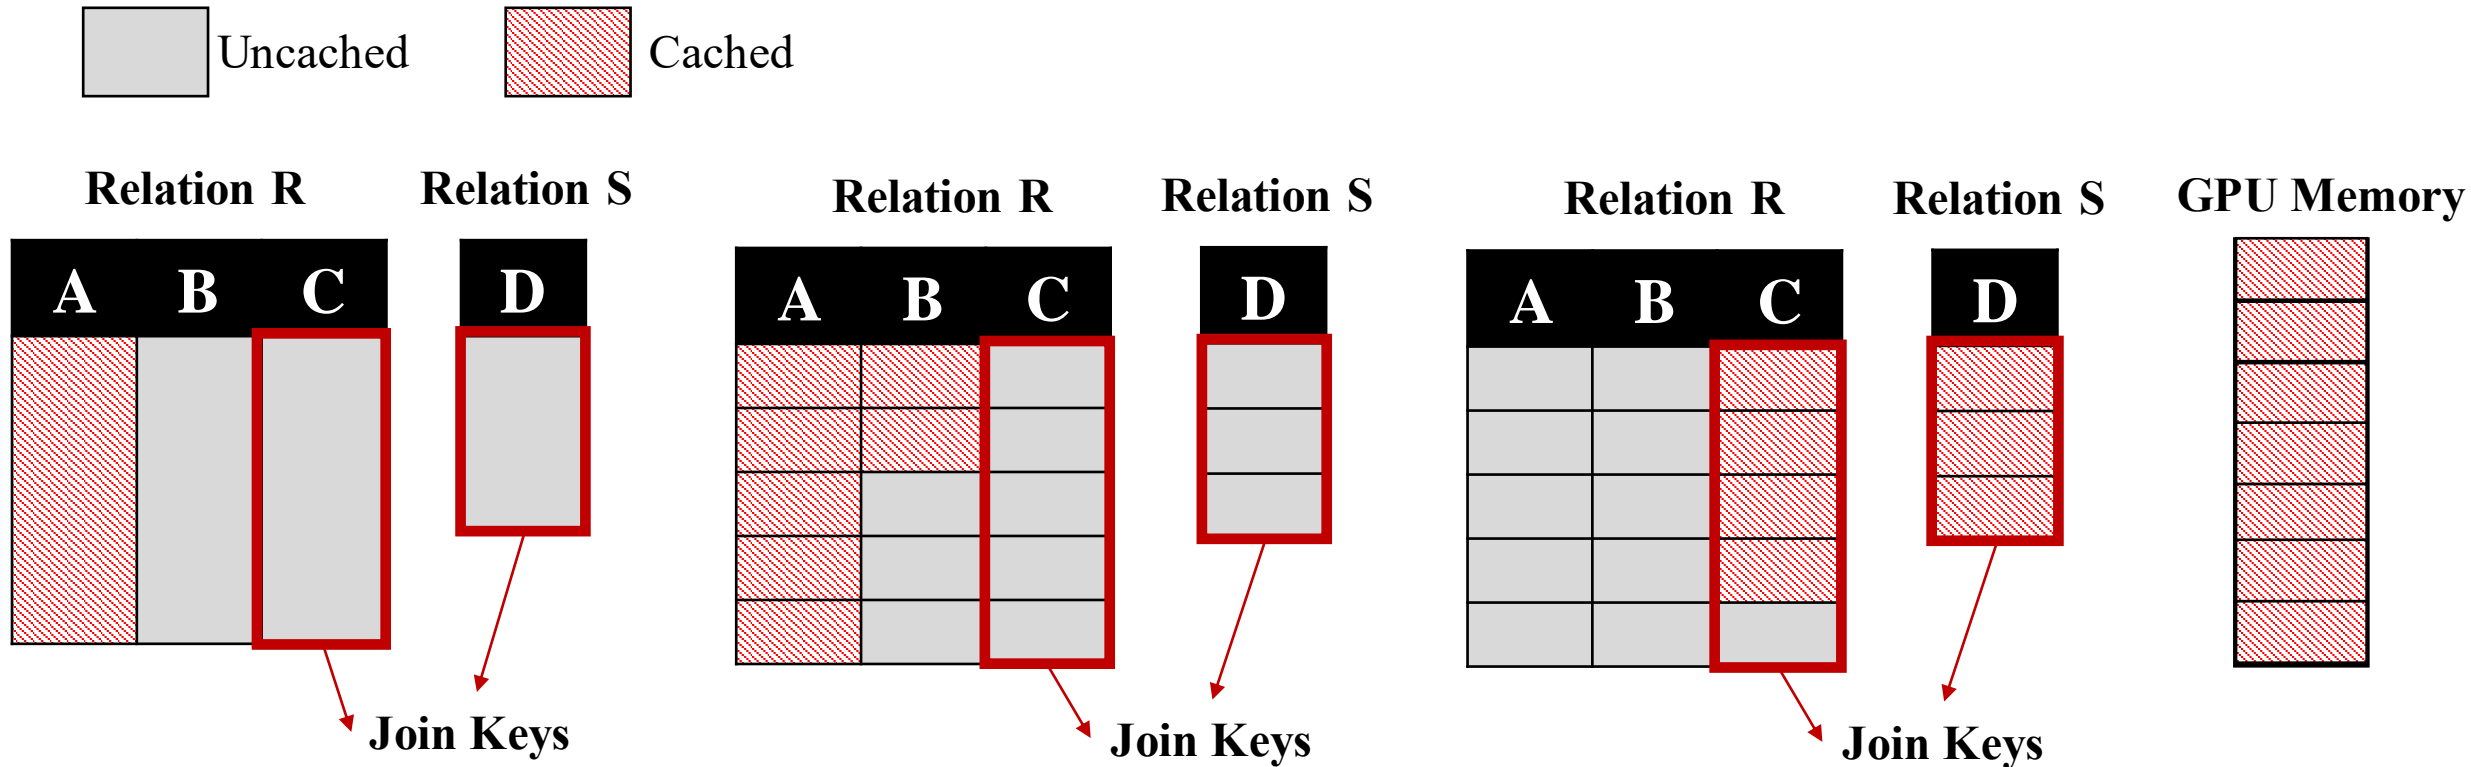 Uncached
Cached
Relation R
Relation S
A B C
D
Join Keys
Relation R
Relation S
A B C
D
Join Keys
Relation R
Relation S
A B C
D
Join Keys
GPU Memory